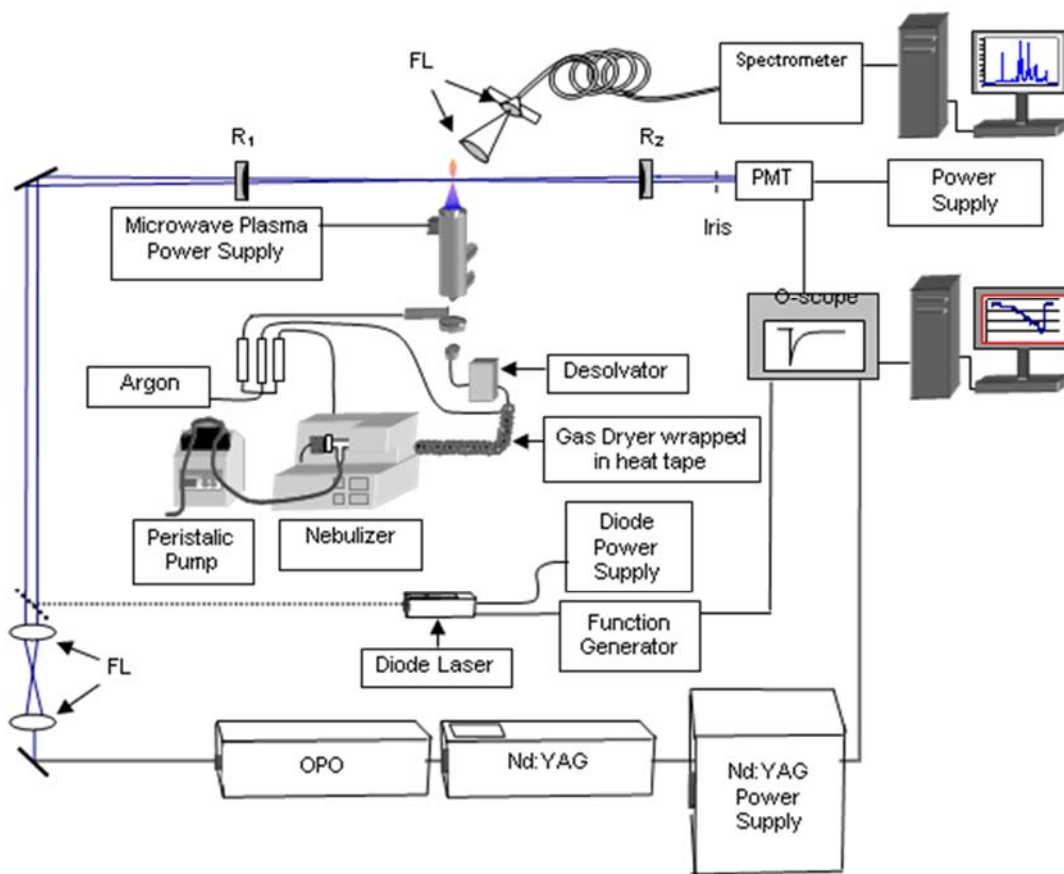 FL
Spectrometer
R₁
R₂
PMT
Power
Supply
Iris
Microwave Plasma
Power Supply
O-scope
Argon
Desolvator
Gas Dryer wrapped
in heat tape
Peristalic
Pump
Nebulizer
Diode
Power
Supply
Function
Generator
Diode Laser
FL
OPO
Nd:YAG
Nd:YAG
Power
Supply